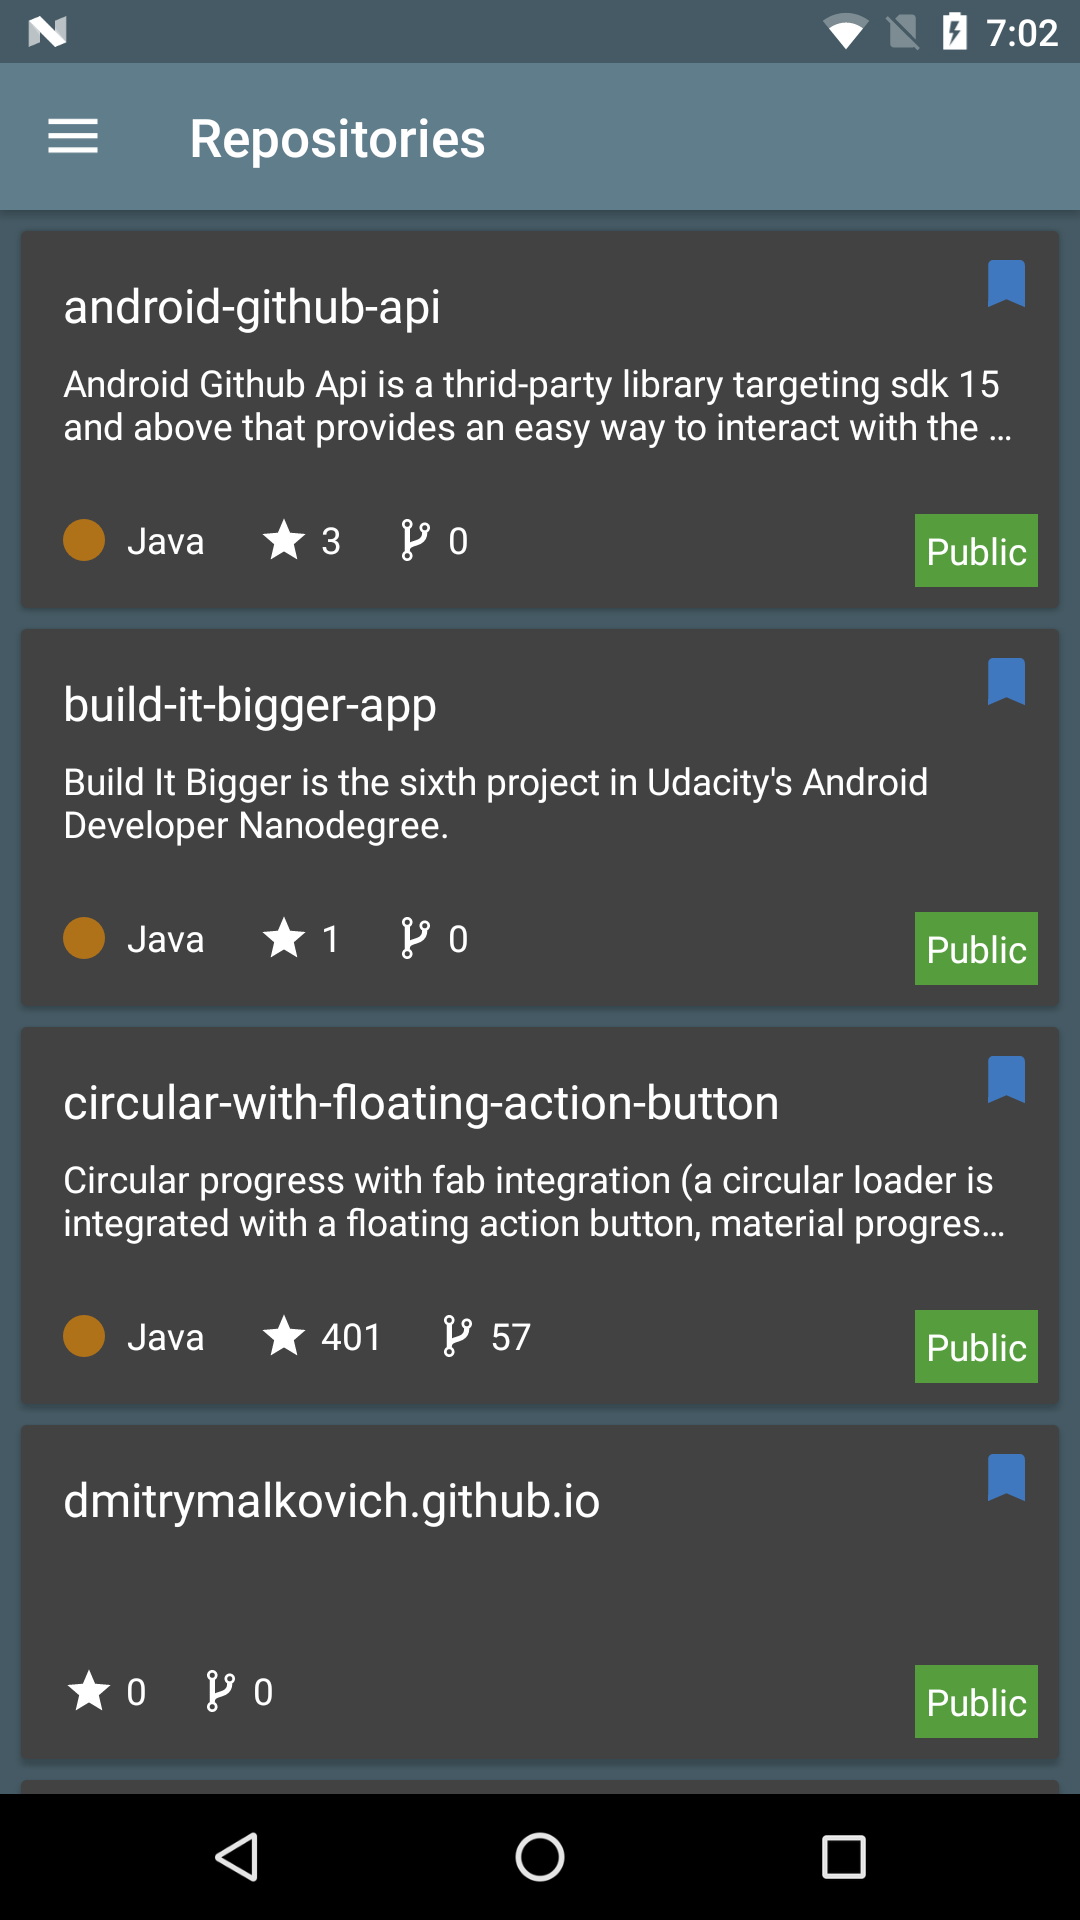 7:02
Repositories
android-github-api
Android Github Api is a thrid-party library targeting sdk 15
and above that provides an easy way to interact with the ...
Java 3 0
Public
build-it-bigger-app
Build It Bigger is the sixth project in Udacity's Android
Developer Nanodegree.
Java 1 0
Public
circular-with-floating-action-button
Circular progress with fab integration (a circular loader is
integrated with a floating action button, material progres...
Java 401 57
Public
dmitrymalkovich.github.io
0 0
Public